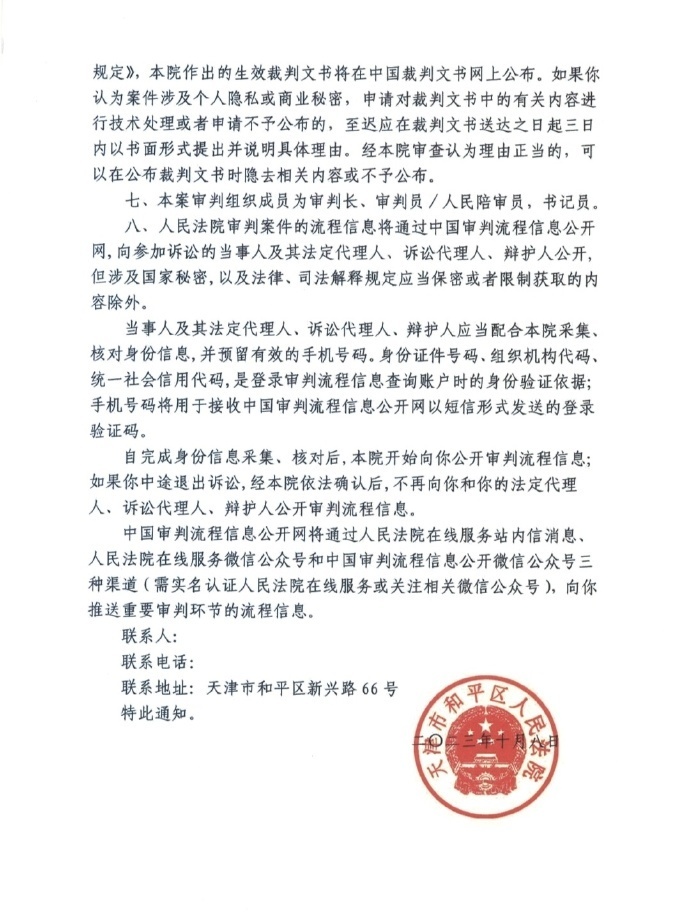 规定》，本院作出的生效裁判文书将在中国裁判文书网上公布。如果你
认为案件涉及个人隐私或商业秘密，申请对裁判文书中的有关内容进
行技术处理或者申请不予公布的，至迟应在裁判文书送达之日起三日
内以书面形式提出并说明具体理由。经本院审查认为理由正当的，可
以在公布裁判文书时隐去相关内容或不予公布。
七、本案审判组织成员为审判长、审判员/人民陪审员，书记员。
八、人民法院审判案件的流程信息将通过中国审判流程信息公开
网，向参加诉讼的当事人及其法定代理人、诉讼代理人、辩护人公开，
但涉及国家秘密，以及法律、司法解释规定应当保密或者限制获取的内
容除外。
当事人及其法定代理人、诉讼代理人、辩护人应当配合本院采集、
核对身份信息，并预留有效的手机号码。身份证件号码、组织机构代码、
统一社会信用代码，是登录审判流程信息查询账户时的身份验证依据；
手机号码将用于接收中国审判流程信息公开网以短信形式发送的登录
验证码。
自完成身份信息采集、核对后，本院开始向你公开审判流程信息；
如果你中途退出诉讼，经本院依法确认后，不再向你和你的法定代理
人、诉讼代理人、辩护人公开审判流程信息。
中国审判流程信息公开网将通过人民法院在线服务站内信消息、
人民法院在线服务微信公众号和中国审判流程信息公开微信公众号三
种渠道（需实名认证人民法院在线服务或关注相关微信公众号），向你
推送重要审判环节的流程信息。
联系人：
联系电话：
联系地址：天津市和平区新兴路66号
特此通知。
天津市和平区人民法院
二〇二三年十月八日